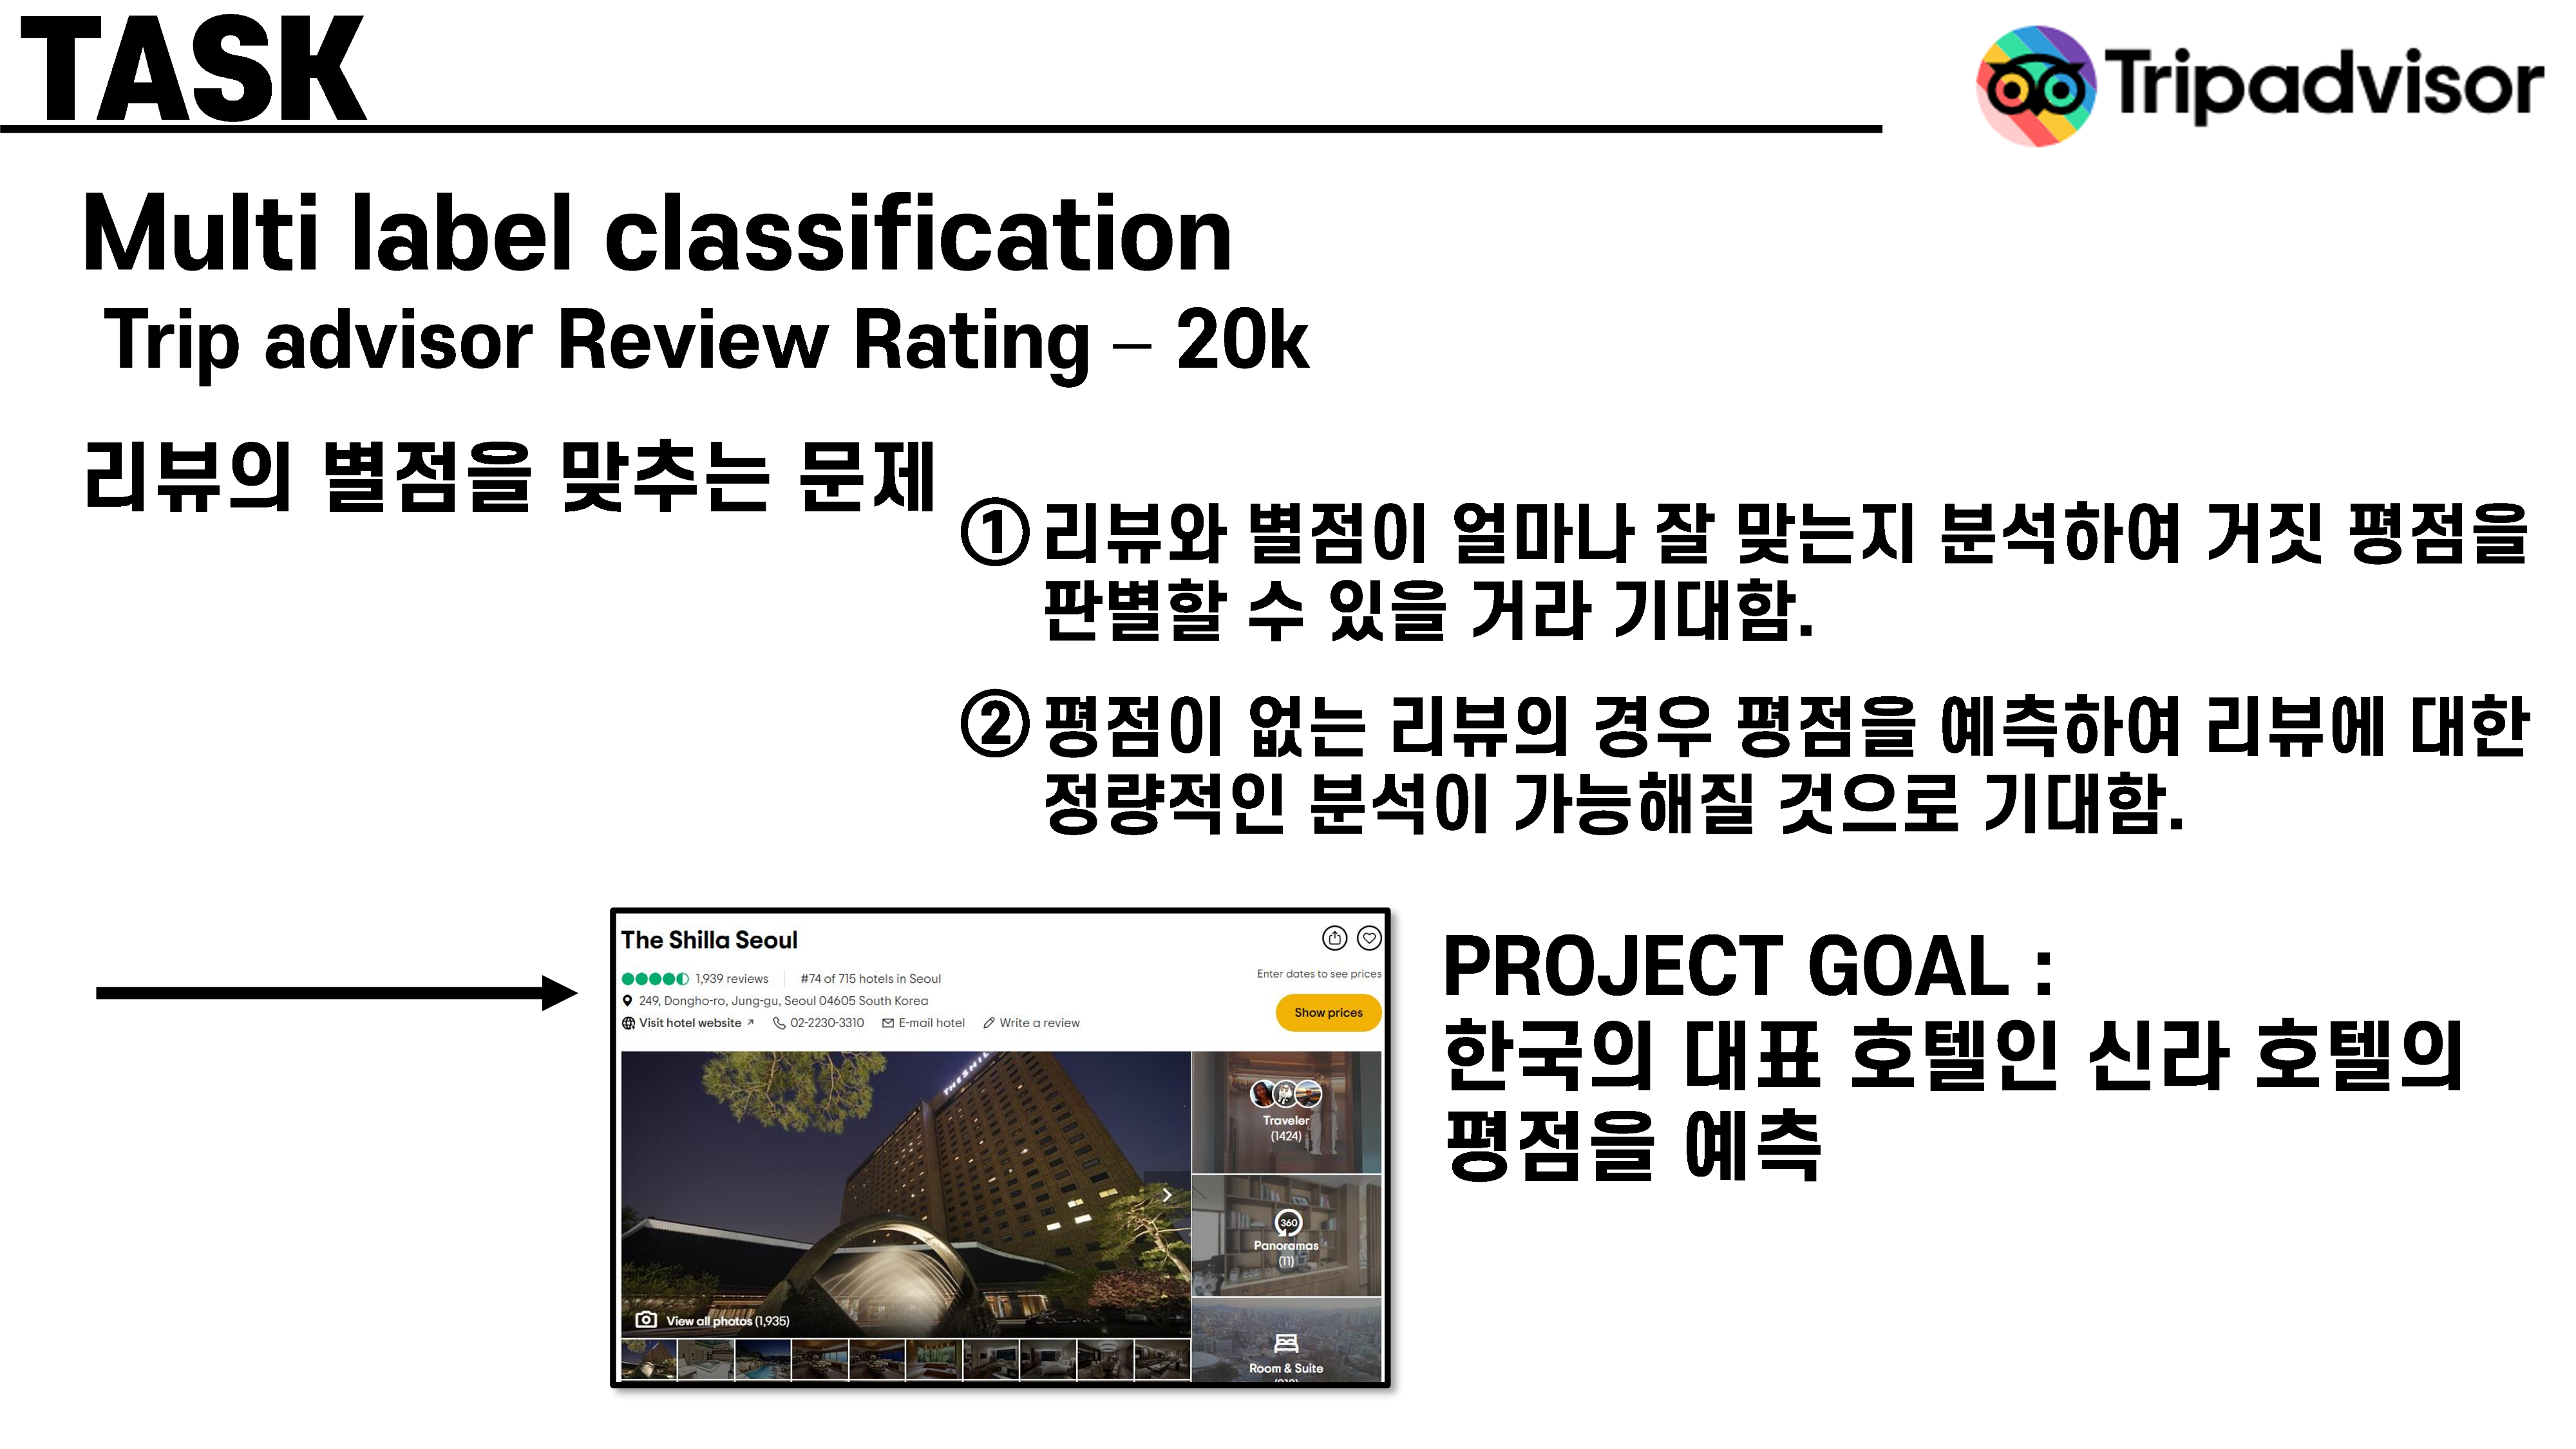 TASK
Tripadvisor
Multi label classification
Trip advisor Review Rating – 20k
리뷰의 별점을 맞추는 문제
① 리뷰와 별점이 얼마나 잘 맞는지 분석하여 거짓 평점을
판별할 수 있을 거라 기대함.
② 평점이 없는 리뷰의 경우 평점을 예측하여 리뷰에 대한
정량적인 분석이 가능해질 것으로 기대함.
The Shilla Seoul
1,939 reviews #74 of 715 hotels in Seoul
Enter dates to see prices
249, Dongho-ro, Jung-gu, Seoul 04605 South Korea
Visit hotel website 02-2230-3310 E-mail hotel Write a review
Show prices
THE SHIL
Traveler
(1424)
360
Panoramas
(11)
View all photos (1,935)
Room & Suite
PROJECT GOAL :
한국의 대표 호텔인 신라 호텔의
평점을 예측